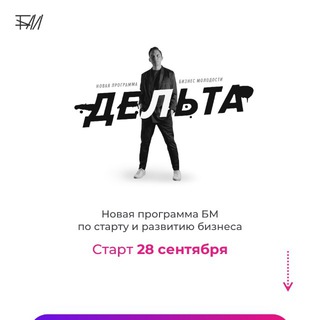 БМ
НОВАЯ ПРОГРАММА БИЗНЕС МОЛОДОСТИ
ДЕЛЬТА
Новая программа БМ
по старту и развитию бизнеса
Старт 28 сентября